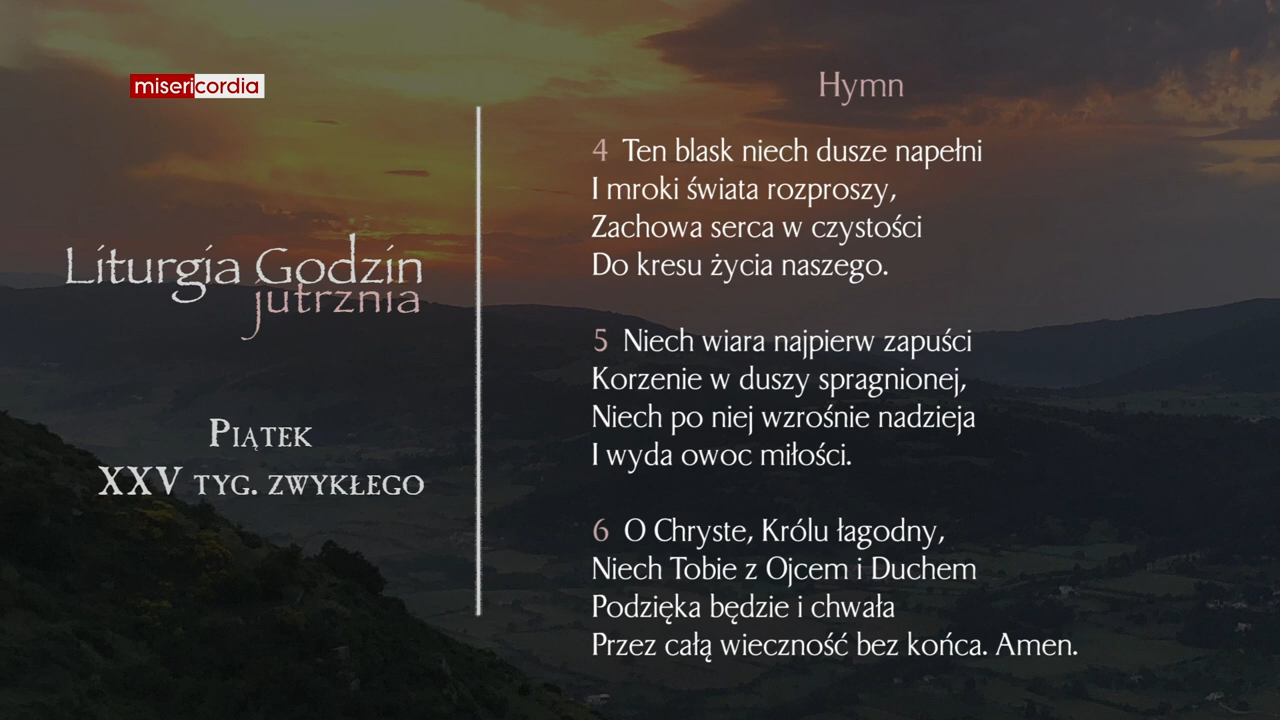 misericordia
Liturgia Godzin
jutrznia
Piątek
XXV tyg. zwykłego
Hymn
4 Ten blask niech dusze napełni
I mroki świata rozproszy,
Zachowa serca w czystości
Do kresu życia naszego.
5 Niech wiara najpierw zapuści
Korzenie w duszy spragnionej,
Niech po niej wzrośnie nadzieja
I wyda owoc miłości.
6 O Chryste, Królu łagodny,
Niech Tobie z Ojcem i Duchem
Podzięka będzie i chwała
Przez całą wieczność bez końca. Amen.